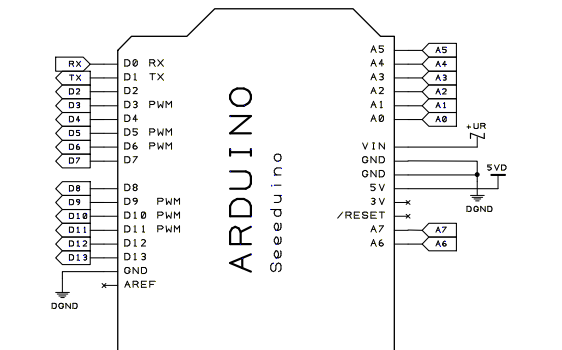 RX D0 RX
TX D1 TX
D2 D2
D3 D3 PWM
D4 D4
D5 D5 PWM
D6 D6 PWM
D7 D7
D8 D8
D9 D9 PWM
D10 D10 PWM
D11 D11 PWM
D12 D12
D13 D13
GND
AREF
DGND
ARDUINO
Seeeduino
A5 A5
A4 A4
A3 A3
A2 A2
A1 A1
A0 A0
+UR
VIN
GND
GND
5VD
5V
3V
DGND
/RESET
A7 A7
A6 A6